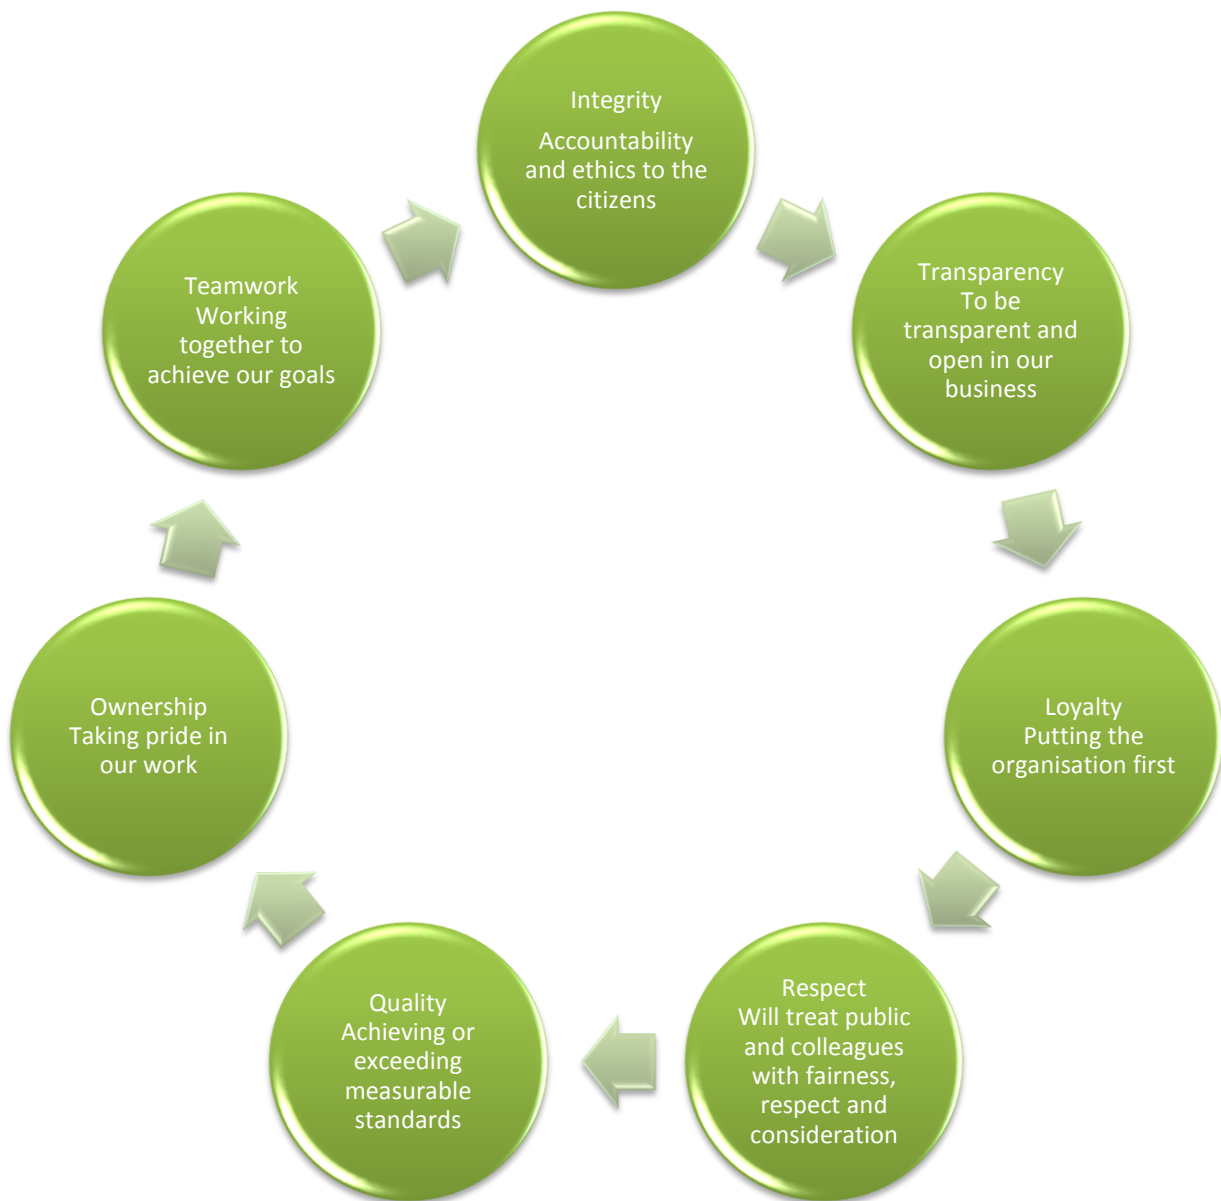 Integrity
Accountability
and ethics to the
citizens
Transparency
To be
transparent and
open in our
business
Loyalty
Putting the
organisation first
Respect
Will treat public
and colleagues
with fairness,
respect and
consideration
Quality
Achieving or
exceeding
measurable
standards
Ownership
Taking pride in
our work
Teamwork
Working
together to
achieve our goals